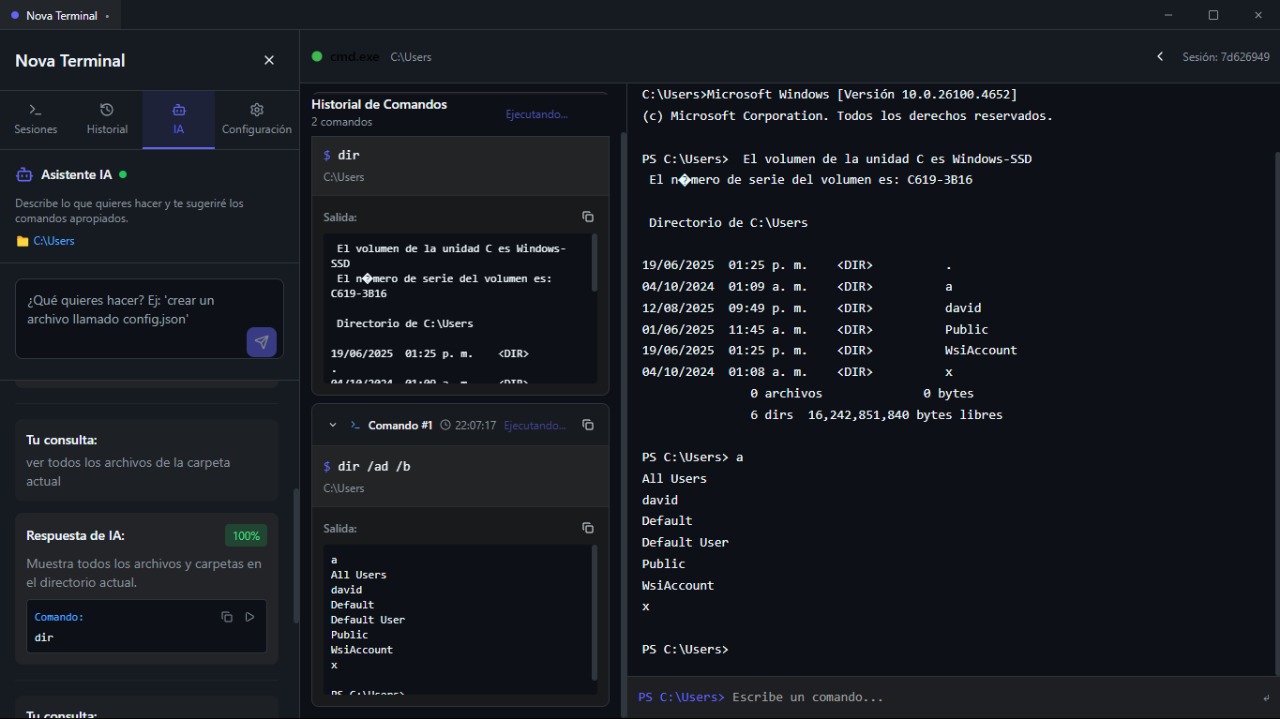 Nova Terminal
Nova Terminal
Sesiones
Historial
IA
Configuración
Asistente IA
Describe lo que quieres hacer y te sugeriré los
comandos apropiados.
C:\Users
¿Qué quieres hacer? Ej: 'crear un
archivo llamado config.json'
Tu consulta:
ver todos los archivos de la carpeta
actual
Respuesta de IA:
100%
Muestra todos los archivos y carpetas en
el directorio actual.
Comando:
dir
Tu consulta:
cmd.exe
C:\Users
Sesión: 7d626949
Historial de Comandos
2 comandos
Ejecutando...
$ dir
C:\Users
Salida:
El volumen de la unidad C es Windows-
SSD
El n�mero de serie del volumen es:
C619-3B16
Directorio de C:\Users
19/06/2025  01:25 p. m.    <DIR>
.
04/10/2024  01:09 a. m.    <DIR>
Comando #1
22:07:17
Ejecutando...
$ dir /ad /b
C:\Users
Salida:
a
All Users
david
Default
Default User
Public
WsiAccount
x
PS C:\Users>
C:\Users>Microsoft Windows [Versión 10.0.26100.4652]
(c) Microsoft Corporation. Todos los derechos reservados.
PS C:\Users>  El volumen de la unidad C es Windows-SSD
El n�mero de serie del volumen es: C619-3B16
Directorio de C:\Users
19/06/2025  01:25 p. m.    <DIR>          .
04/10/2024  01:09 a. m.    <DIR>          a
12/08/2025  09:49 p. m.    <DIR>          david
01/06/2025  11:45 a. m.    <DIR>          Public
19/06/2025  01:25 p. m.    <DIR>          WsiAccount
04/10/2024  01:08 a. m.    <DIR>          x
0 archivos              0 bytes
6 dirs  16,242,851,840 bytes libres
PS C:\Users> a
All Users
david
Default
Default User
Public
WsiAccount
x
PS C:\Users>
PS C:\Users> Escribe un comando...